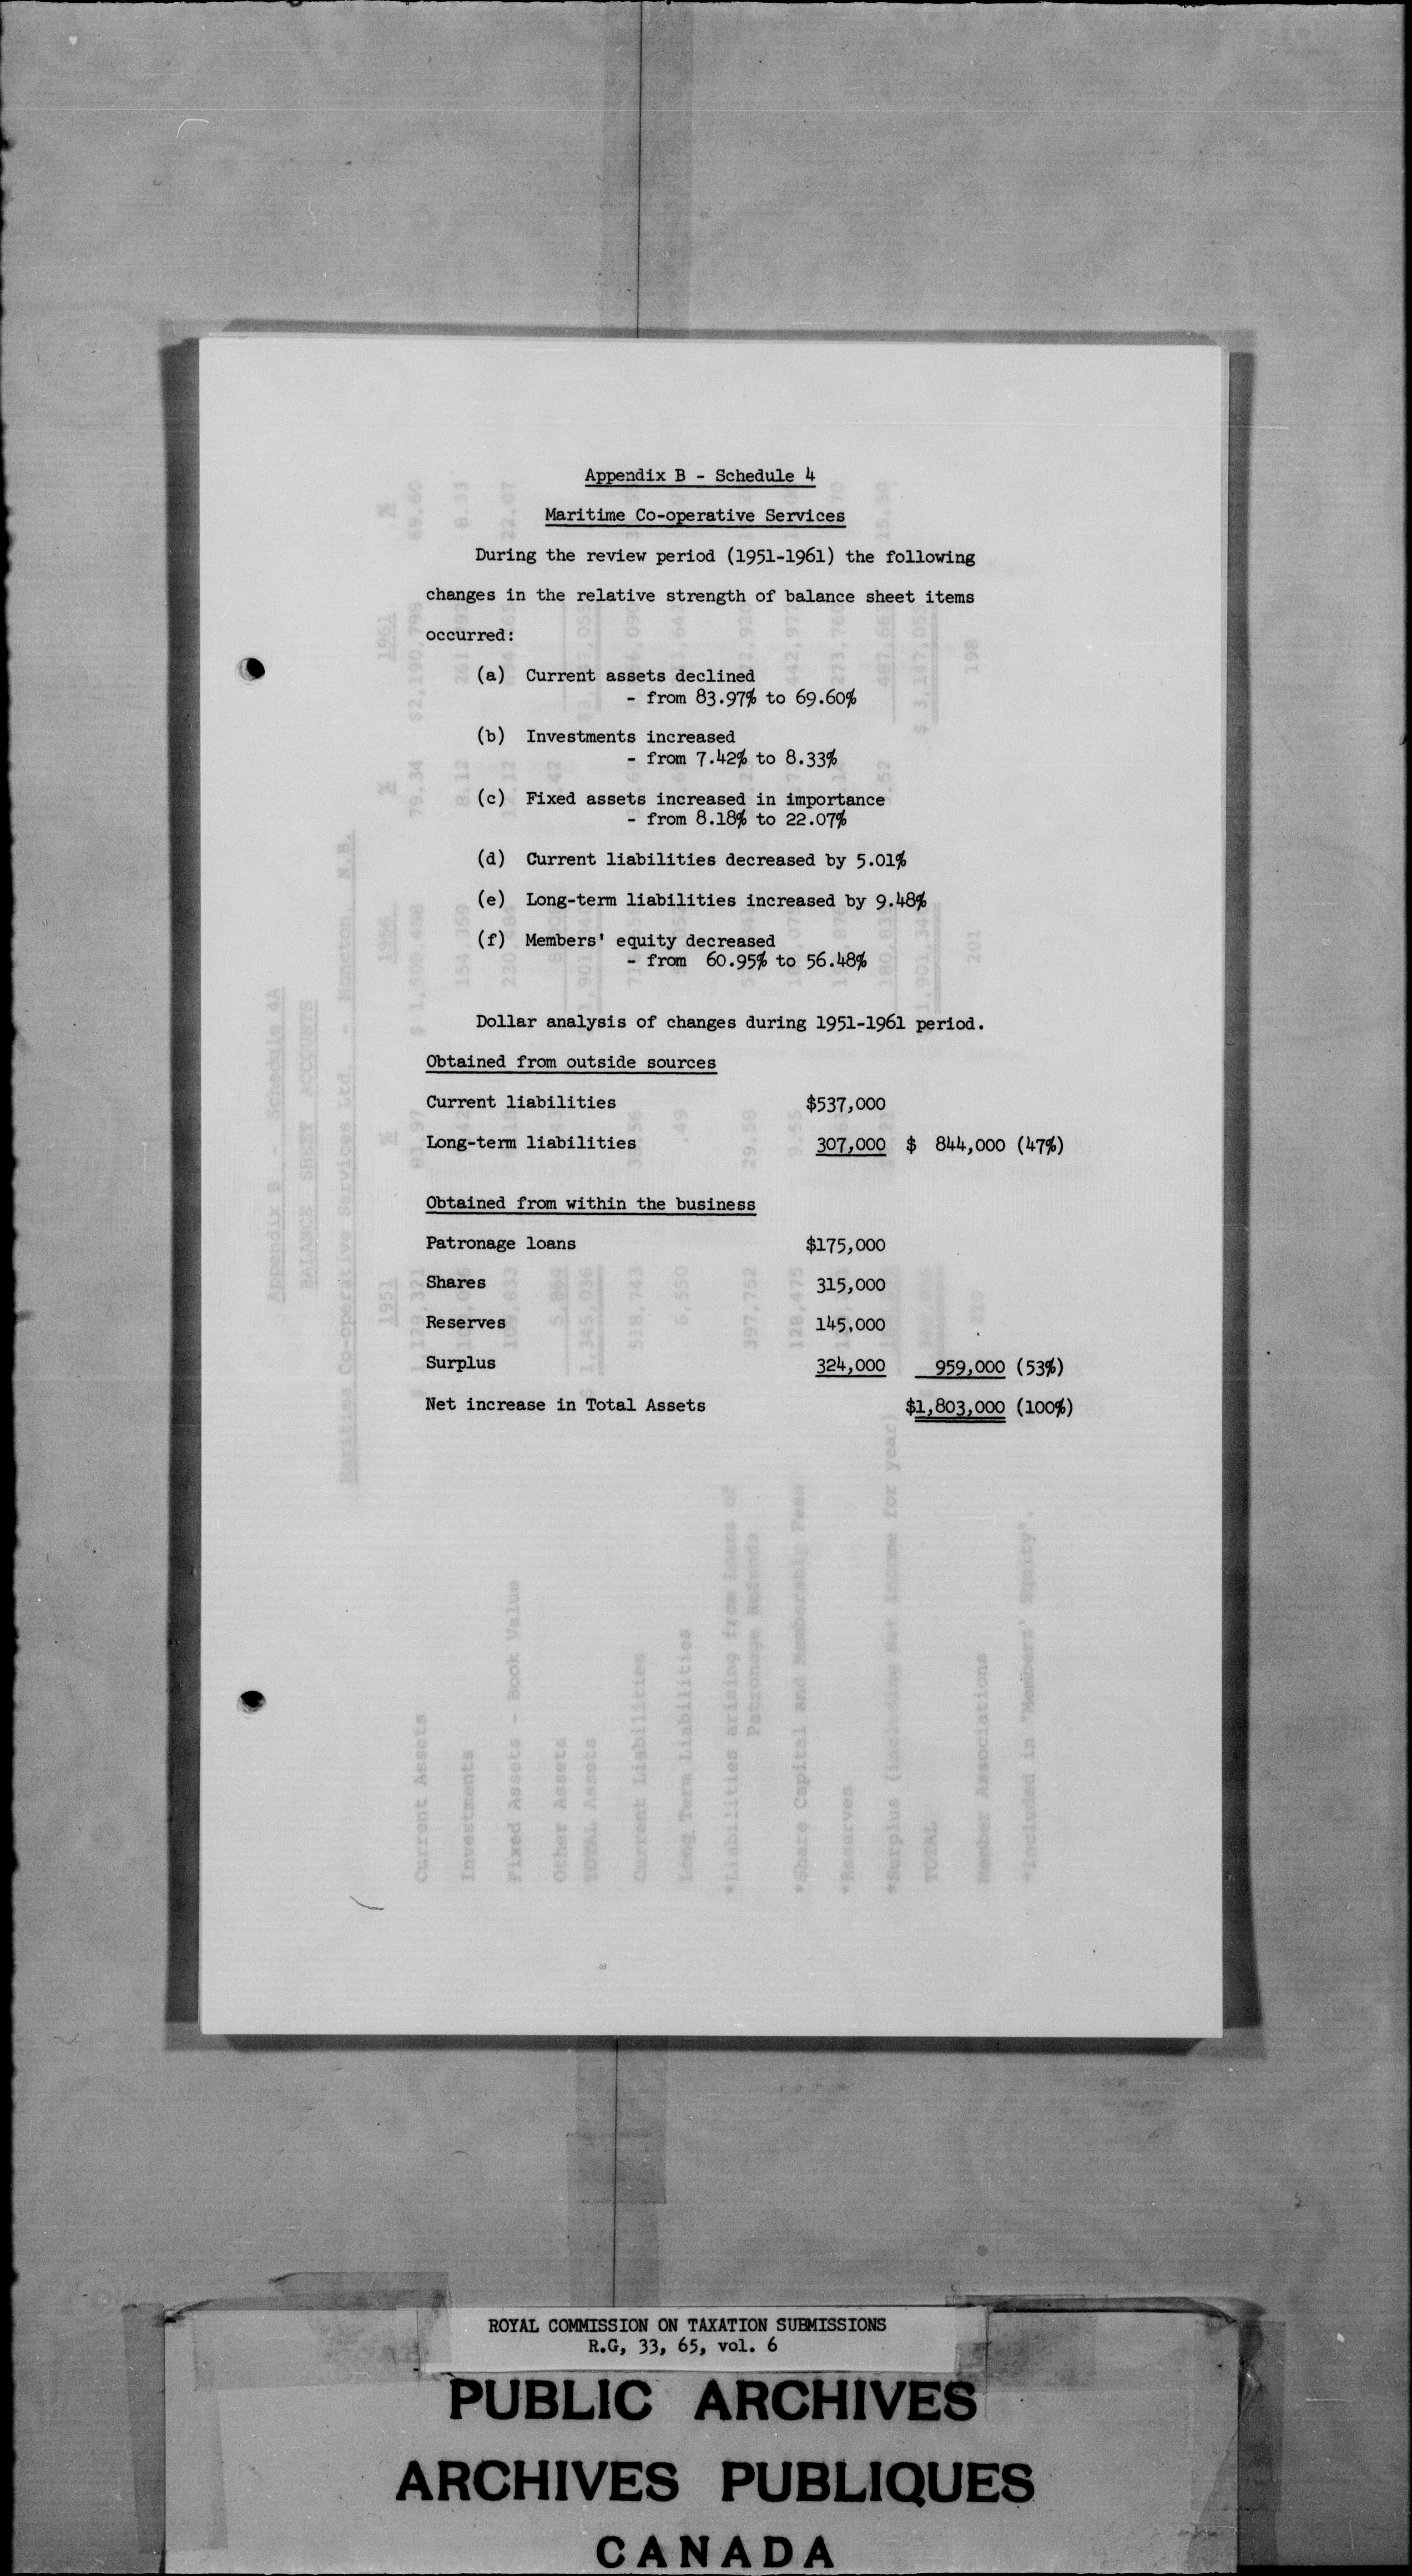 Appendix B - Schedule 4
Maritime Co-operative Services
During the review period (1951-1961) the following
changes in the relative strength of balance sheet items
occurred:
(a) Current assets declined
- from 83.97% to 69.60%
(b) Investments increased
- from 7.42% to 8.33%
(c) Fixed assets increased in importance
- from 8.18% to 22.07%
(d) Current liabilities decreased by 5.01%
(e) Long-term liabilities increased by 9.48%
(f) Members' equity decreased
- from 60.95% to 56.48%
Dollar analysis of changes during 1951-1961 period.
Obtained from outside sources
Current liabilities $537,000
Long-term liabilities 307,000 $ 844,000 (47%)
Obtained from within the business
Patronage loans $175,000
Shares 315,000
Reserves 145,000
Surplus 324,000 959,000 (53%)
Net increase in Total Assets $1,803,000 (100%)
ROYAL COMMISSION ON TAXATION SUBMISSIONS
R.G, 33, 65, vol. 6
PUBLIC ARCHIVES
ARCHIVES PUBLIQUES
CANADA